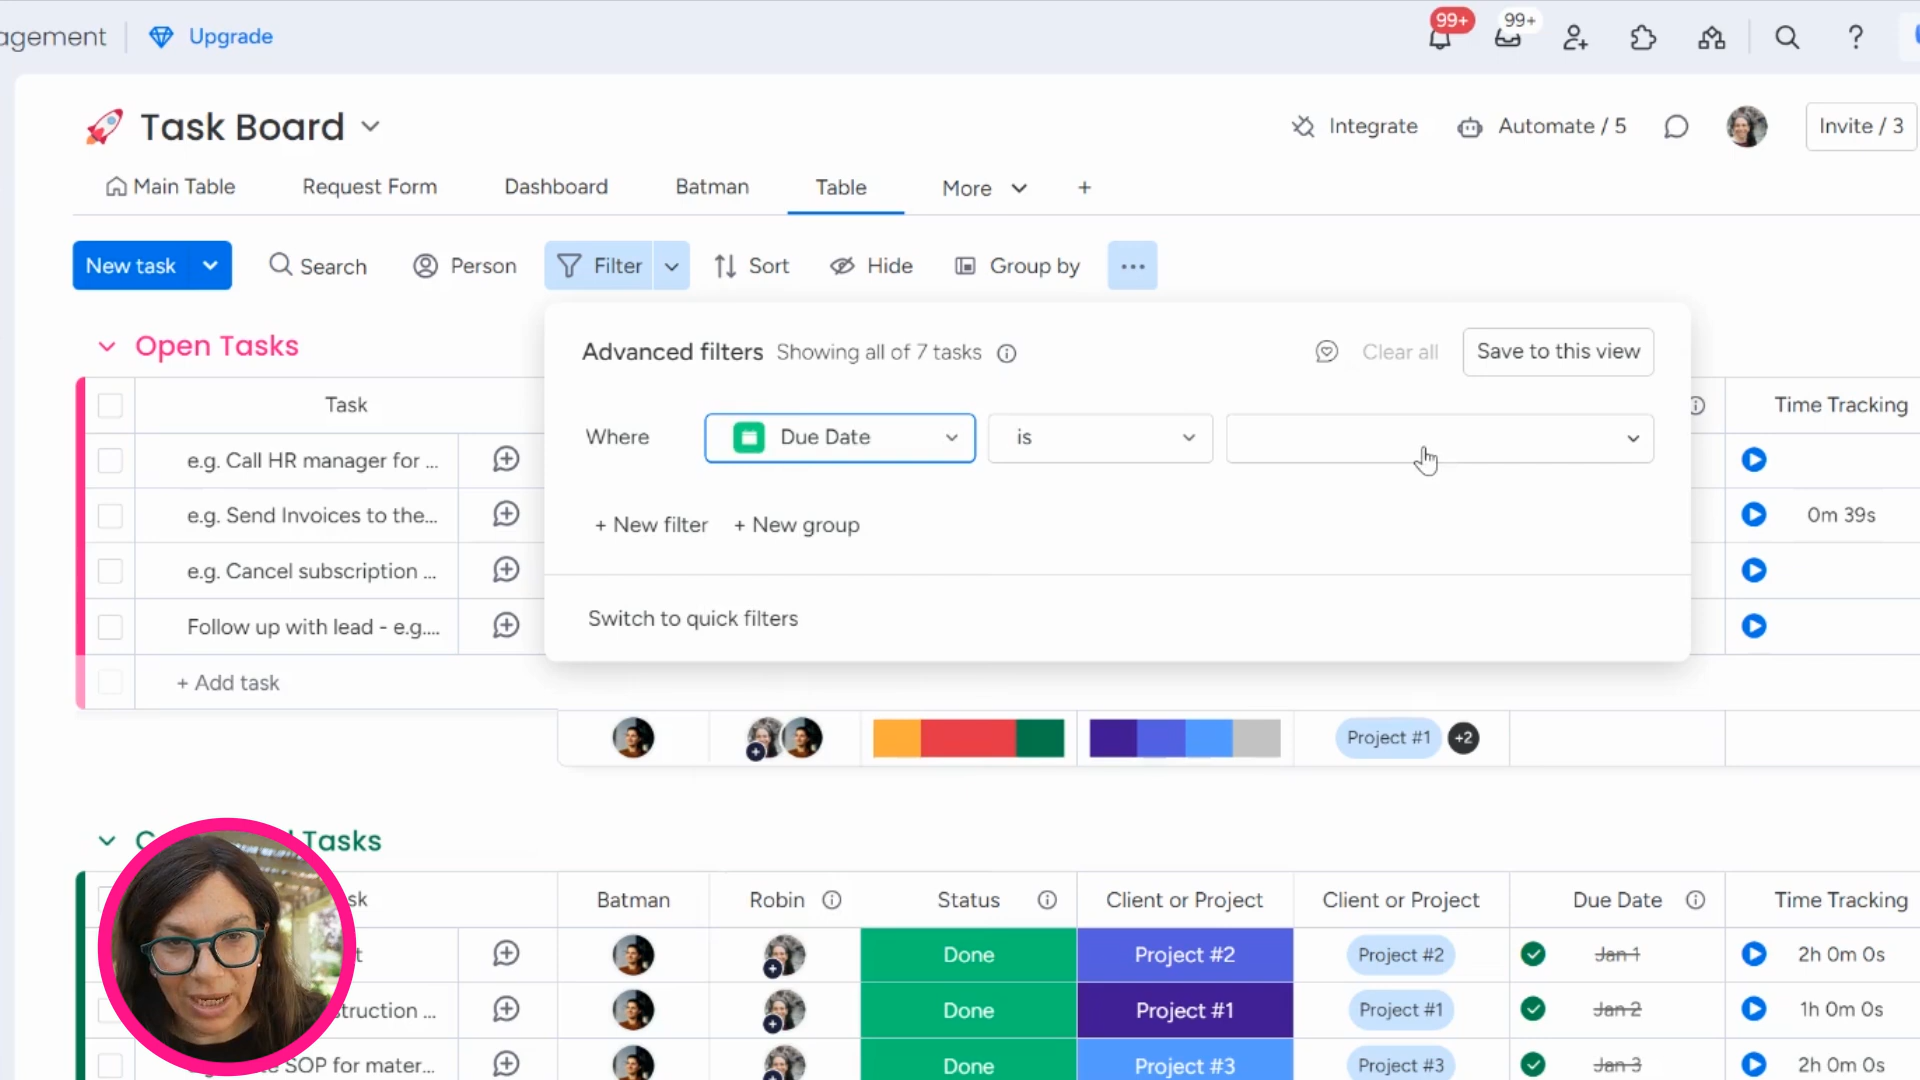 agement
Upgrade
99+
99+
Task Board
Integrate
Automate / 5
Invite / 3
Main Table
Request Form
Dashboard
Batman
Table
More
+
New task
Search
Person
Filter
Sort
Hide
Group by
Open Tasks
Advanced filters Showing all of 7 tasks
Clear all
Save to this view
Task
Time Tracking
Where
Due Date
is
e.g. Call HR manager for ...
e.g. Send Invoices to the...
0m 39s
+ New filter
+ New group
e.g. Cancel subscription ...
Switch to quick filters
Follow up with lead - e.g....
+ Add task
Project #1
+2
Tasks
Batman
Robin
Status
Client or Project
Client or Project
Due Date
Time Tracking
Done
Project #2
Project #2
Jan 1
2h 0m 0s
struction ...
Done
Project #1
Project #1
Jan 2
1h 0m 0s
SOP for mater...
Done
Project #3
Project #3
Jan 3
2h 0m 0s